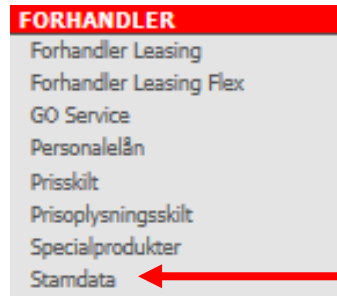 FORHANDLER
Forhandler Leasing
Forhandler Leasing Flex
GO Service
Personalelån
Prisskilt
Prisoplysningsskilt
Specialprodukter
Stamdata